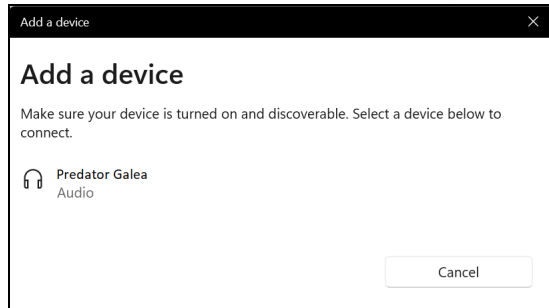 Add a device
Add a device
Make sure your device is turned on and discoverable. Select a device below to
connect.
Predator Galea
Audio
Cancel